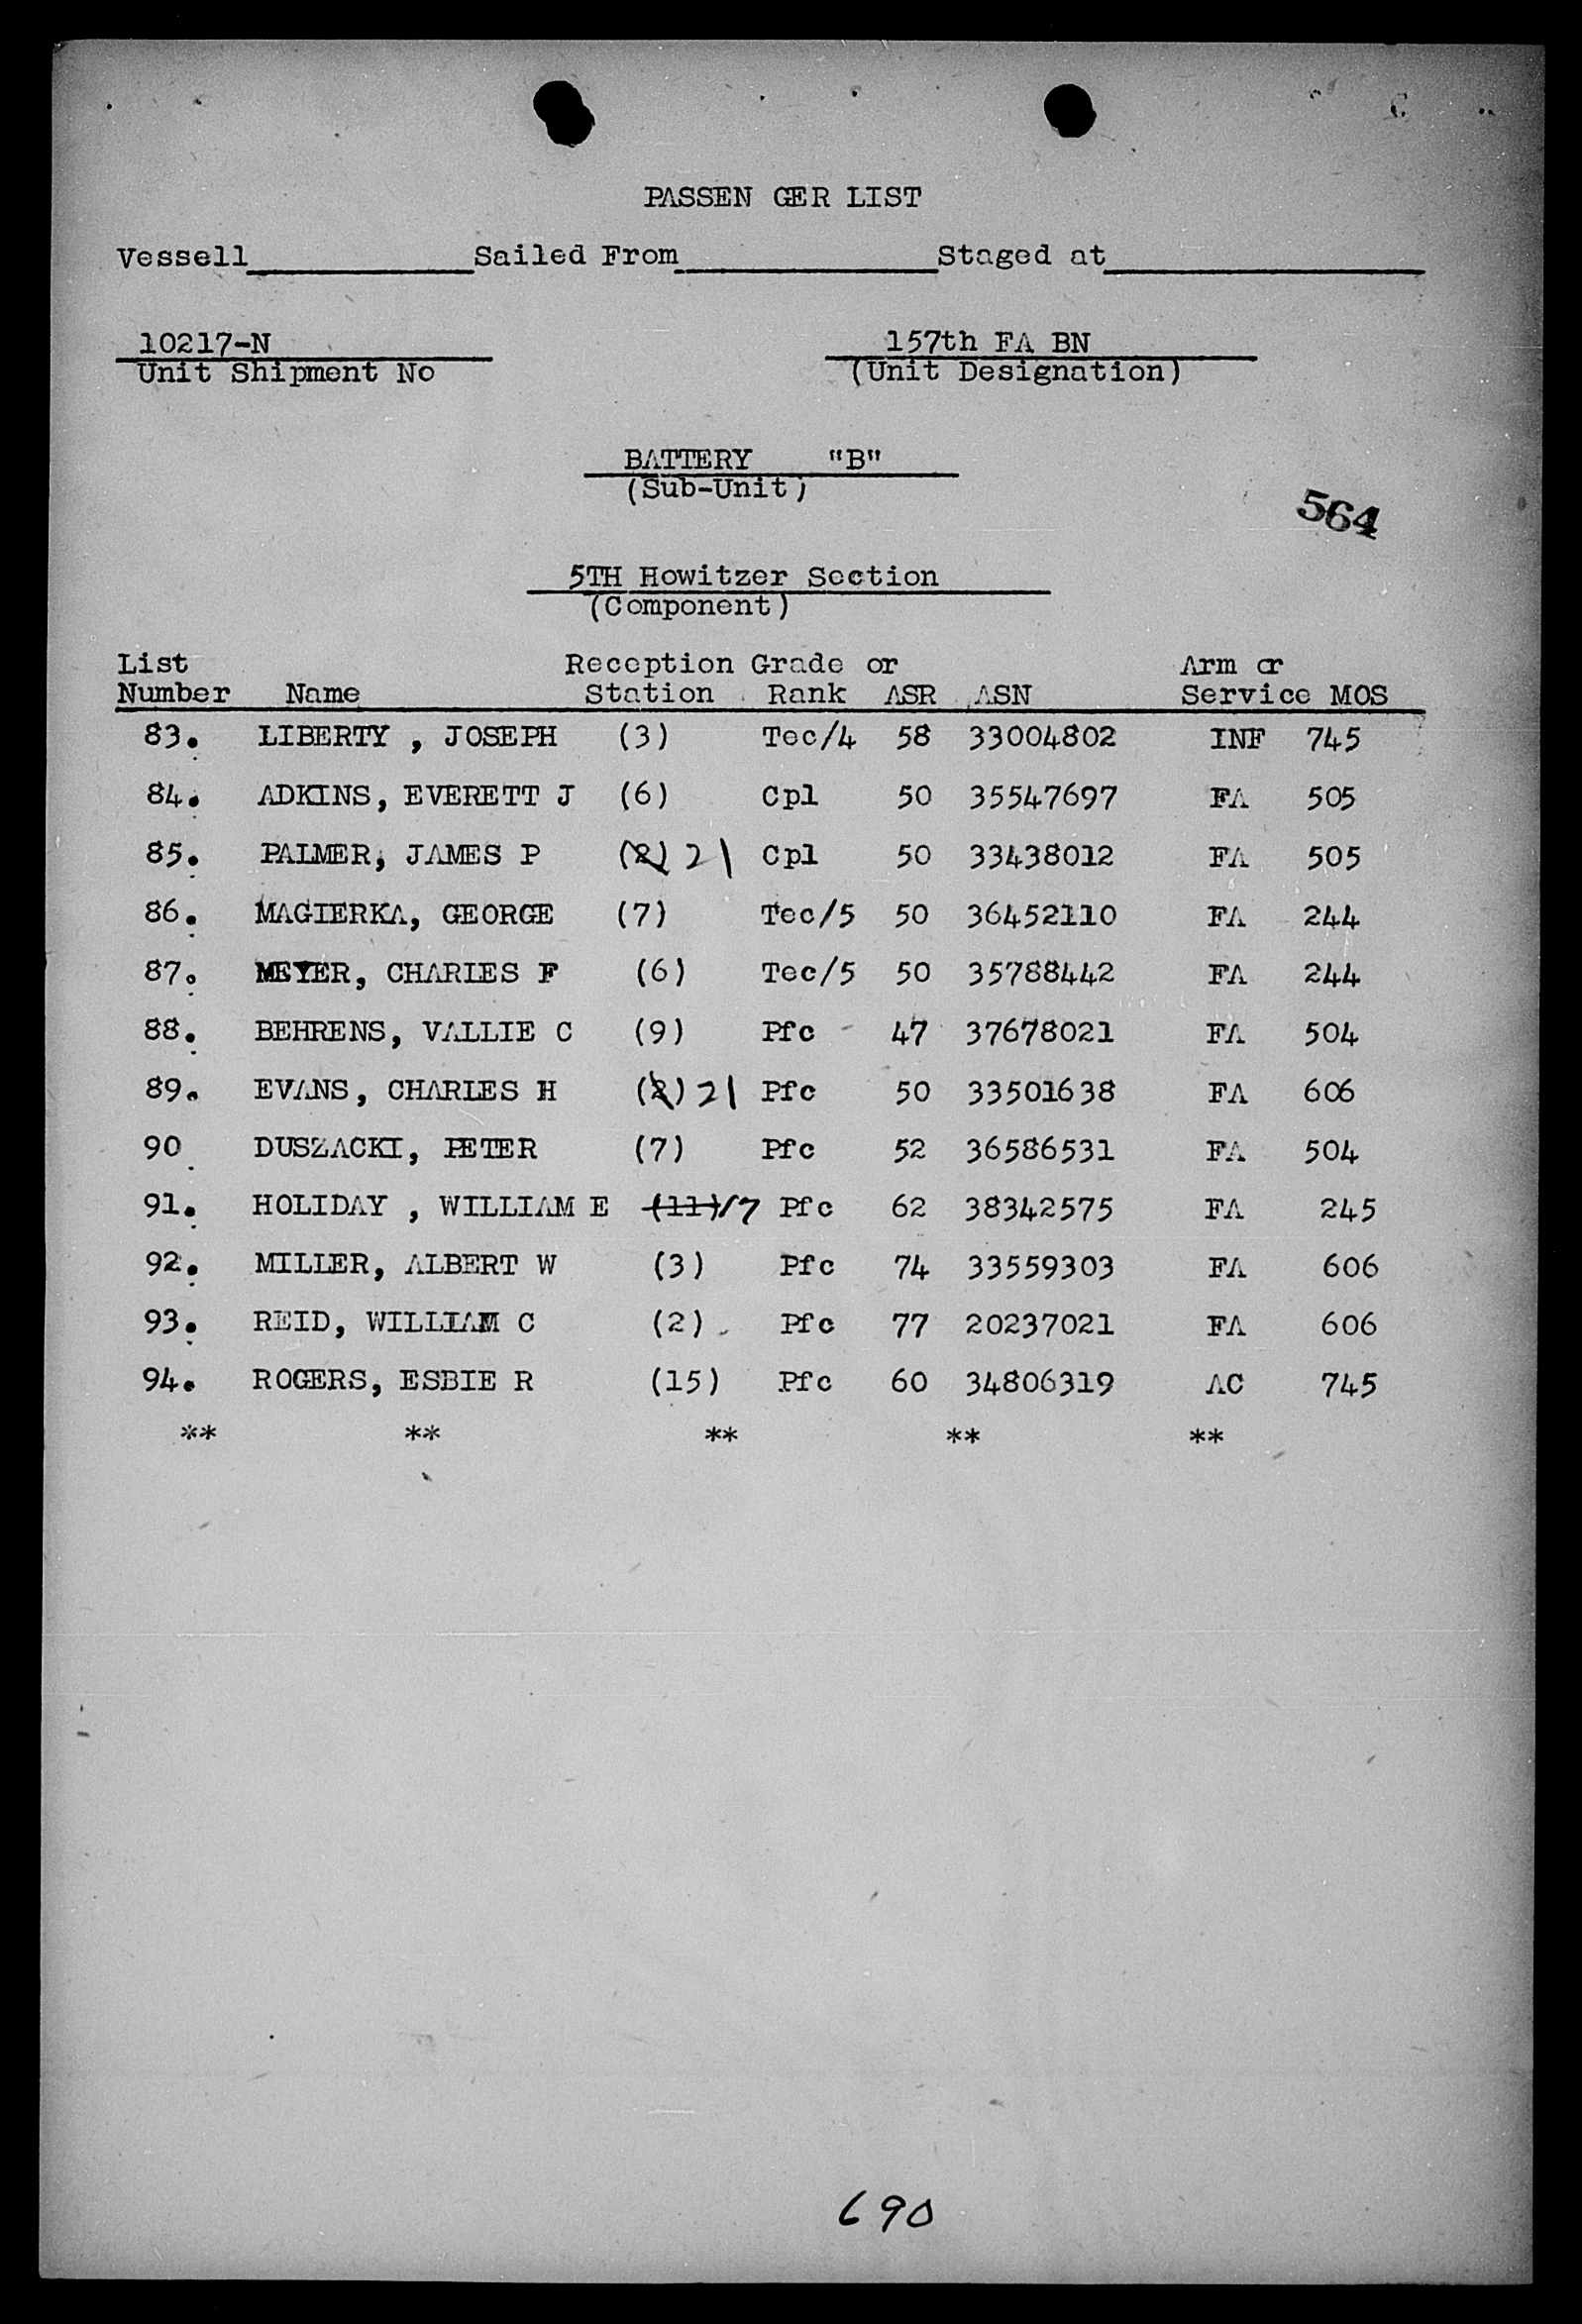 PASSEN GER LIST
Vessell____________Sailed From______________Staged at_________________
10217-N 157th FA BN
Unit Shipment No (Unit Designation)
BATTERY "B"
(Sub-Unit)
564
5TH Howitzer Section
(Component)
List Reception Grade or Arm or
Number Name Station Rank ASR ASN Service MOS
83. LIBERTY , JOSEPH (3) Tec/4 58 33004802 INF 745
84. ADKINS, EVERETT J (6) Cpl 50 35547697 FA 505
85. PALMER, JAMES P (2) 21 Cpl 50 33438012 FA 505
86. MAGIERKA, GEORGE (7) Tec/5 50 36452110 FA 244
87. MEYER, CHARLES F (6) Tec/5 50 35788442 FA 244
88. BEHRENS, VALLIE C (9) Pfc 47 37678021 FA 504
89. EVANS, CHARLES H (2) 21 Pfc 50 33501638 FA 606
90 DUSZACKI, PETER (7) Pfc 52 36586531 FA 504
91. HOLIDAY , WILLIAM E (11) 17 Pfc 62 38342575 FA 245
92. MILLER, ALBERT W (3) Pfc 74 33559303 FA 606
93. REID, WILLIAM C (2) Pfc 77 20237021 FA 606
94. ROGERS, ESBIE R (15) Pfc 60 34806319 AC 745
** ** ** ** **
690